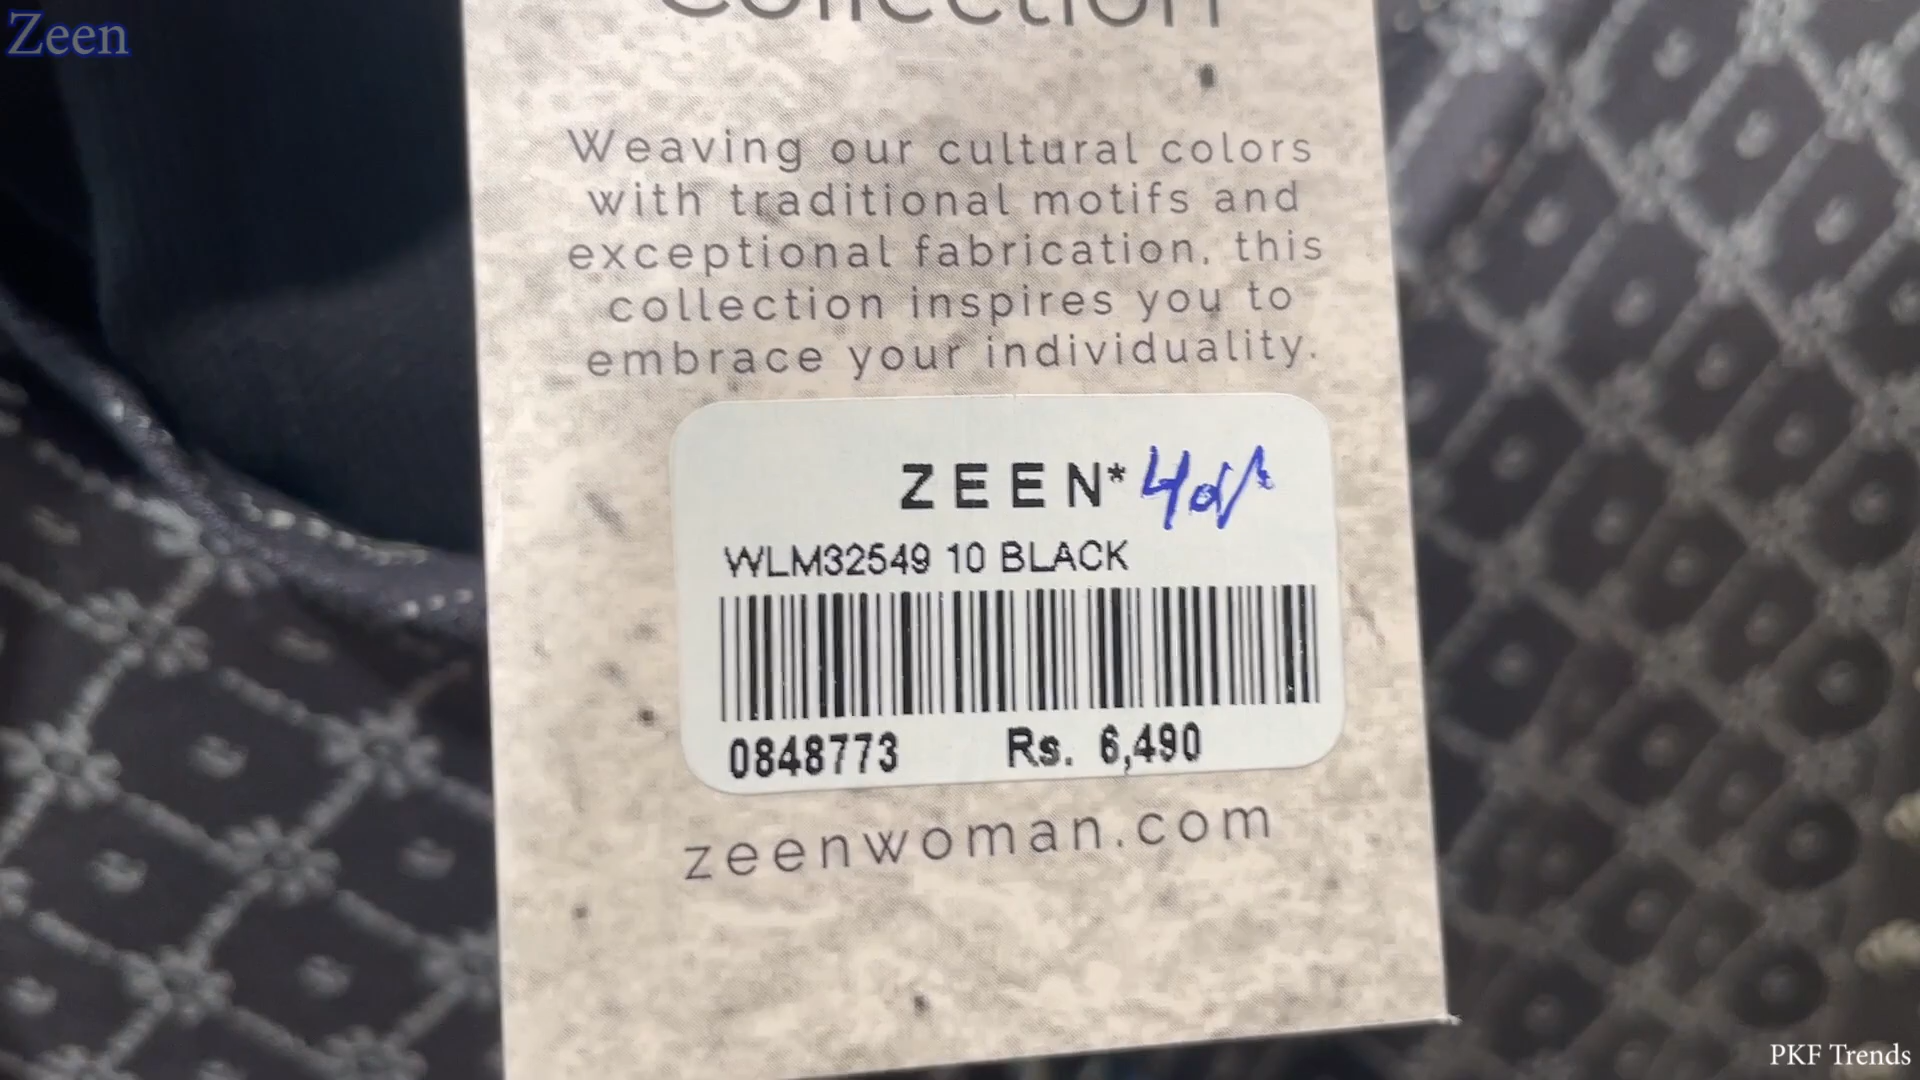 Zeen
Collection
Weaving our cultural colors
with traditional motifs and
exceptional fabrication, this
collection inspires you to
embrace your individuality.
ZEEN*
WLM32549 10 BLACK
0848773 Rs. 6,490
zeenwoman.com
PKF Trends